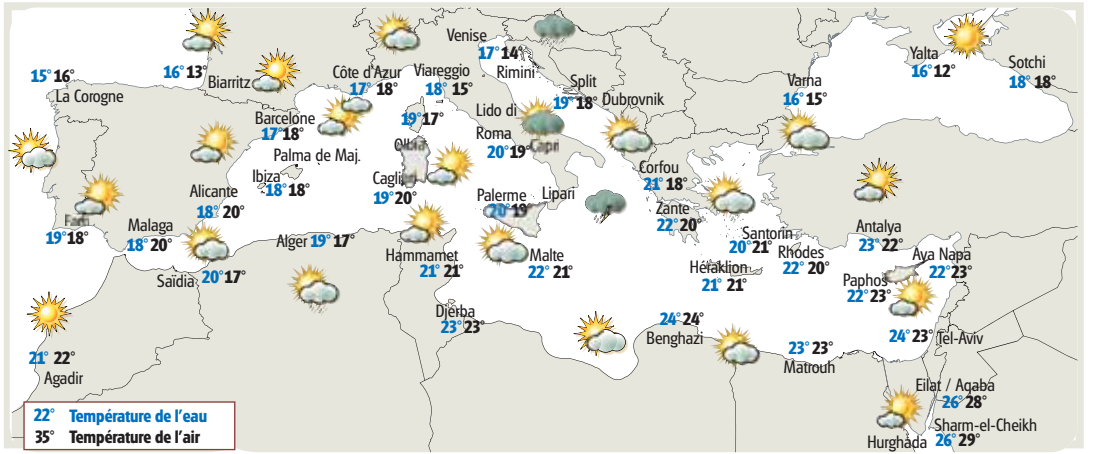 Venise
17° 14°
Rimini
Yalta
16° 12°
Sotchi
18° 18°
15° 16°
La Corogne
16° 13°
Biarritz
Côte d'Azur
17° 18°
Viareggio
18° 15°
Split
19° 18°
Dubrovnik
Varna
16° 15°
Barcelone
17° 18°
19° 17°
Olbia
Lido di
Roma
20° 19°
Capri
Palma de Maj.
Ibiza
18° 18°
Cagliari
19° 20°
Corfou
21° 18°
Alicante
18° 20°
Palerme
20° 19°
Lipari
Zante
22° 20°
Faro
19° 18°
Malaga
18° 20°
Alger 19° 17°
Santorin
20° 21°
Rhodes
22° 20°
Antalya
23° 22°
Saïdia
20° 17°
Hammamet
21° 21°
Malte
22° 21°
Héraklion
21° 21°
Aya Napa
22° 23°
Paphos
22° 23°
Djerba
23° 23°
24° 24°
Benghazi
24° 23°
Tel-Aviv
23° 23°
Matrouh
21° 22°
Agadir
Eilat / Aqaba
26° 28°
Sharm-el-Cheikh
26° 29°
Hurghada
22° Température de l'eau
35° Température de l'air